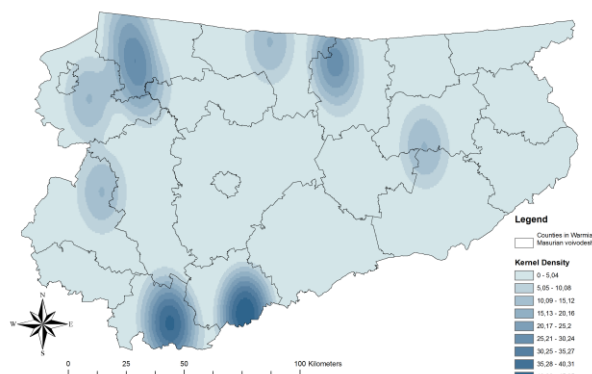 Legend
Counties in Warmia
Masurian voivodest
Kernel Density
0 - 5,04
5,05 - 10,08
10,09 - 15,12
15,13 - 20,16
20,17 - 25,2
25,21 - 30,24
30,25 - 35,27
35,28 - 40,31
N
W E
S
0 25 50 100 Kilometers